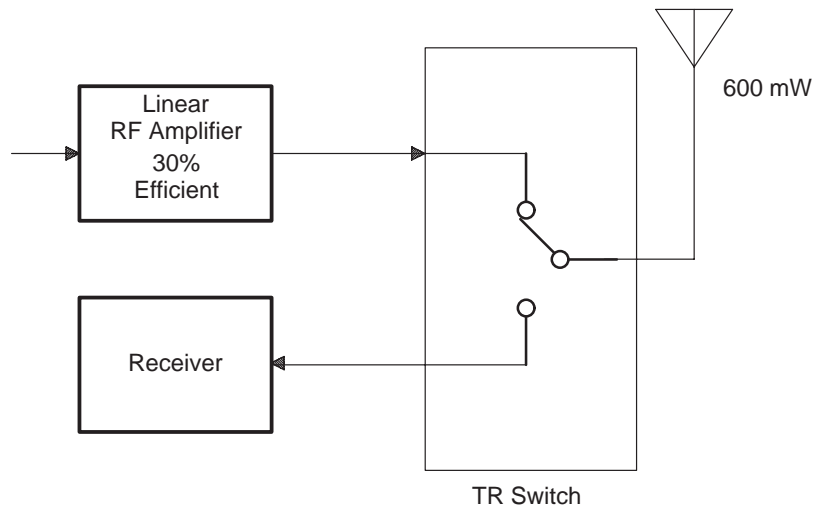 Linear
RF Amplifier
30%
Efficient
600 mW
Receiver
TR Switch